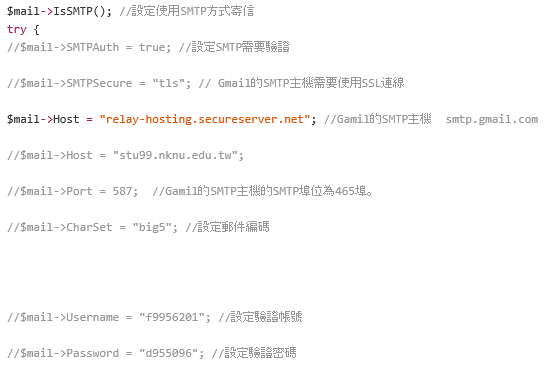 $mail->IsSMTP(); //設定使用SMTP方式寄信
try {
//$mail->SMTPAuth = true; //設定SMTP需要驗證
//$mail->SMTPSecure = "tls"; // Gmail的SMTP主機需要使用SSL連線
$mail->Host = "relay-hosting.secureserver.net"; //Gamil的SMTP主機  smtp.gmail.com
//$mail->Host = "stu99.nknu.edu.tw";
//$mail->Port = 587;  //Gamil的SMTP主機的SMTP埠位為465埠。
//$mail->CharSet = "big5"; //設定郵件編碼
//$mail->Username = "f9956201"; //設定驗證帳號
//$mail->Password = "d955096"; //設定驗證密碼